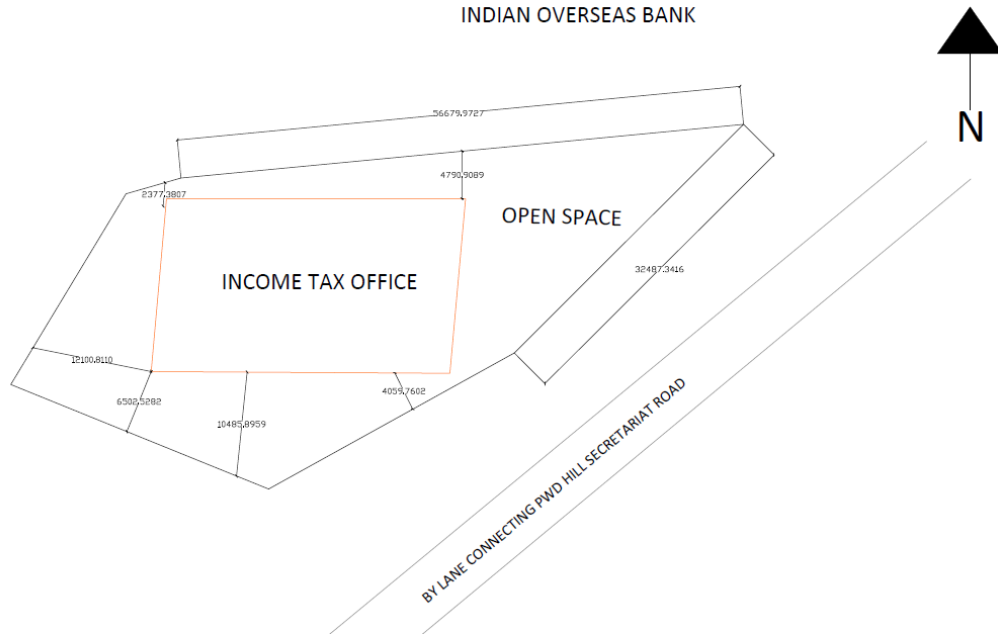 INDIAN OVERSEAS BANK
N
56679.9727
4790.9089
2377.3807
OPEN SPACE
INCOME TAX OFFICE
32487.3416
12100.8110
6502.5282
4059.7602
10485.8959
BY LANE CONNECTING PWD HILL SECRETARIAT ROAD